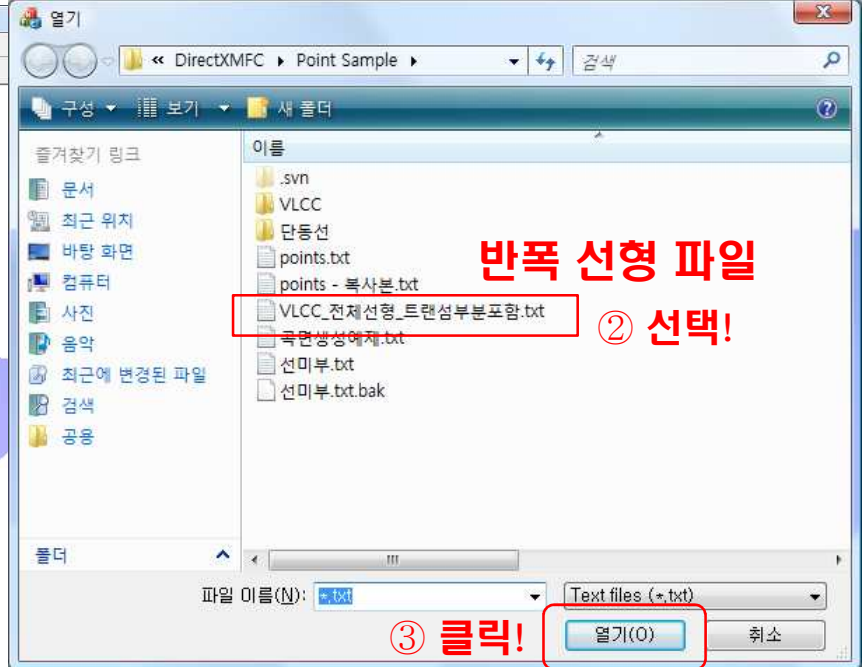 열기
« DirectXMFC ▸ Point Sample ▸
검색
구성 보기 새 폴더
즐겨찾기 링크
문서
최근 위치
바탕 화면
컴퓨터
사진
음악
최근에 변경된 파일
검색
공용
폴더
이름
.svn
VLCC
단동선
points.txt
points - 복사본.txt
VLCC_전체선형_트랜섬부분포함.txt
곡면생성예제.txt
선미부.txt
선미부.txt.bak
반폭 선형 파일
② 선택!
파일 이름(N): *.txt
Text files (*.txt)
③ 클릭!
열기(O)
취소